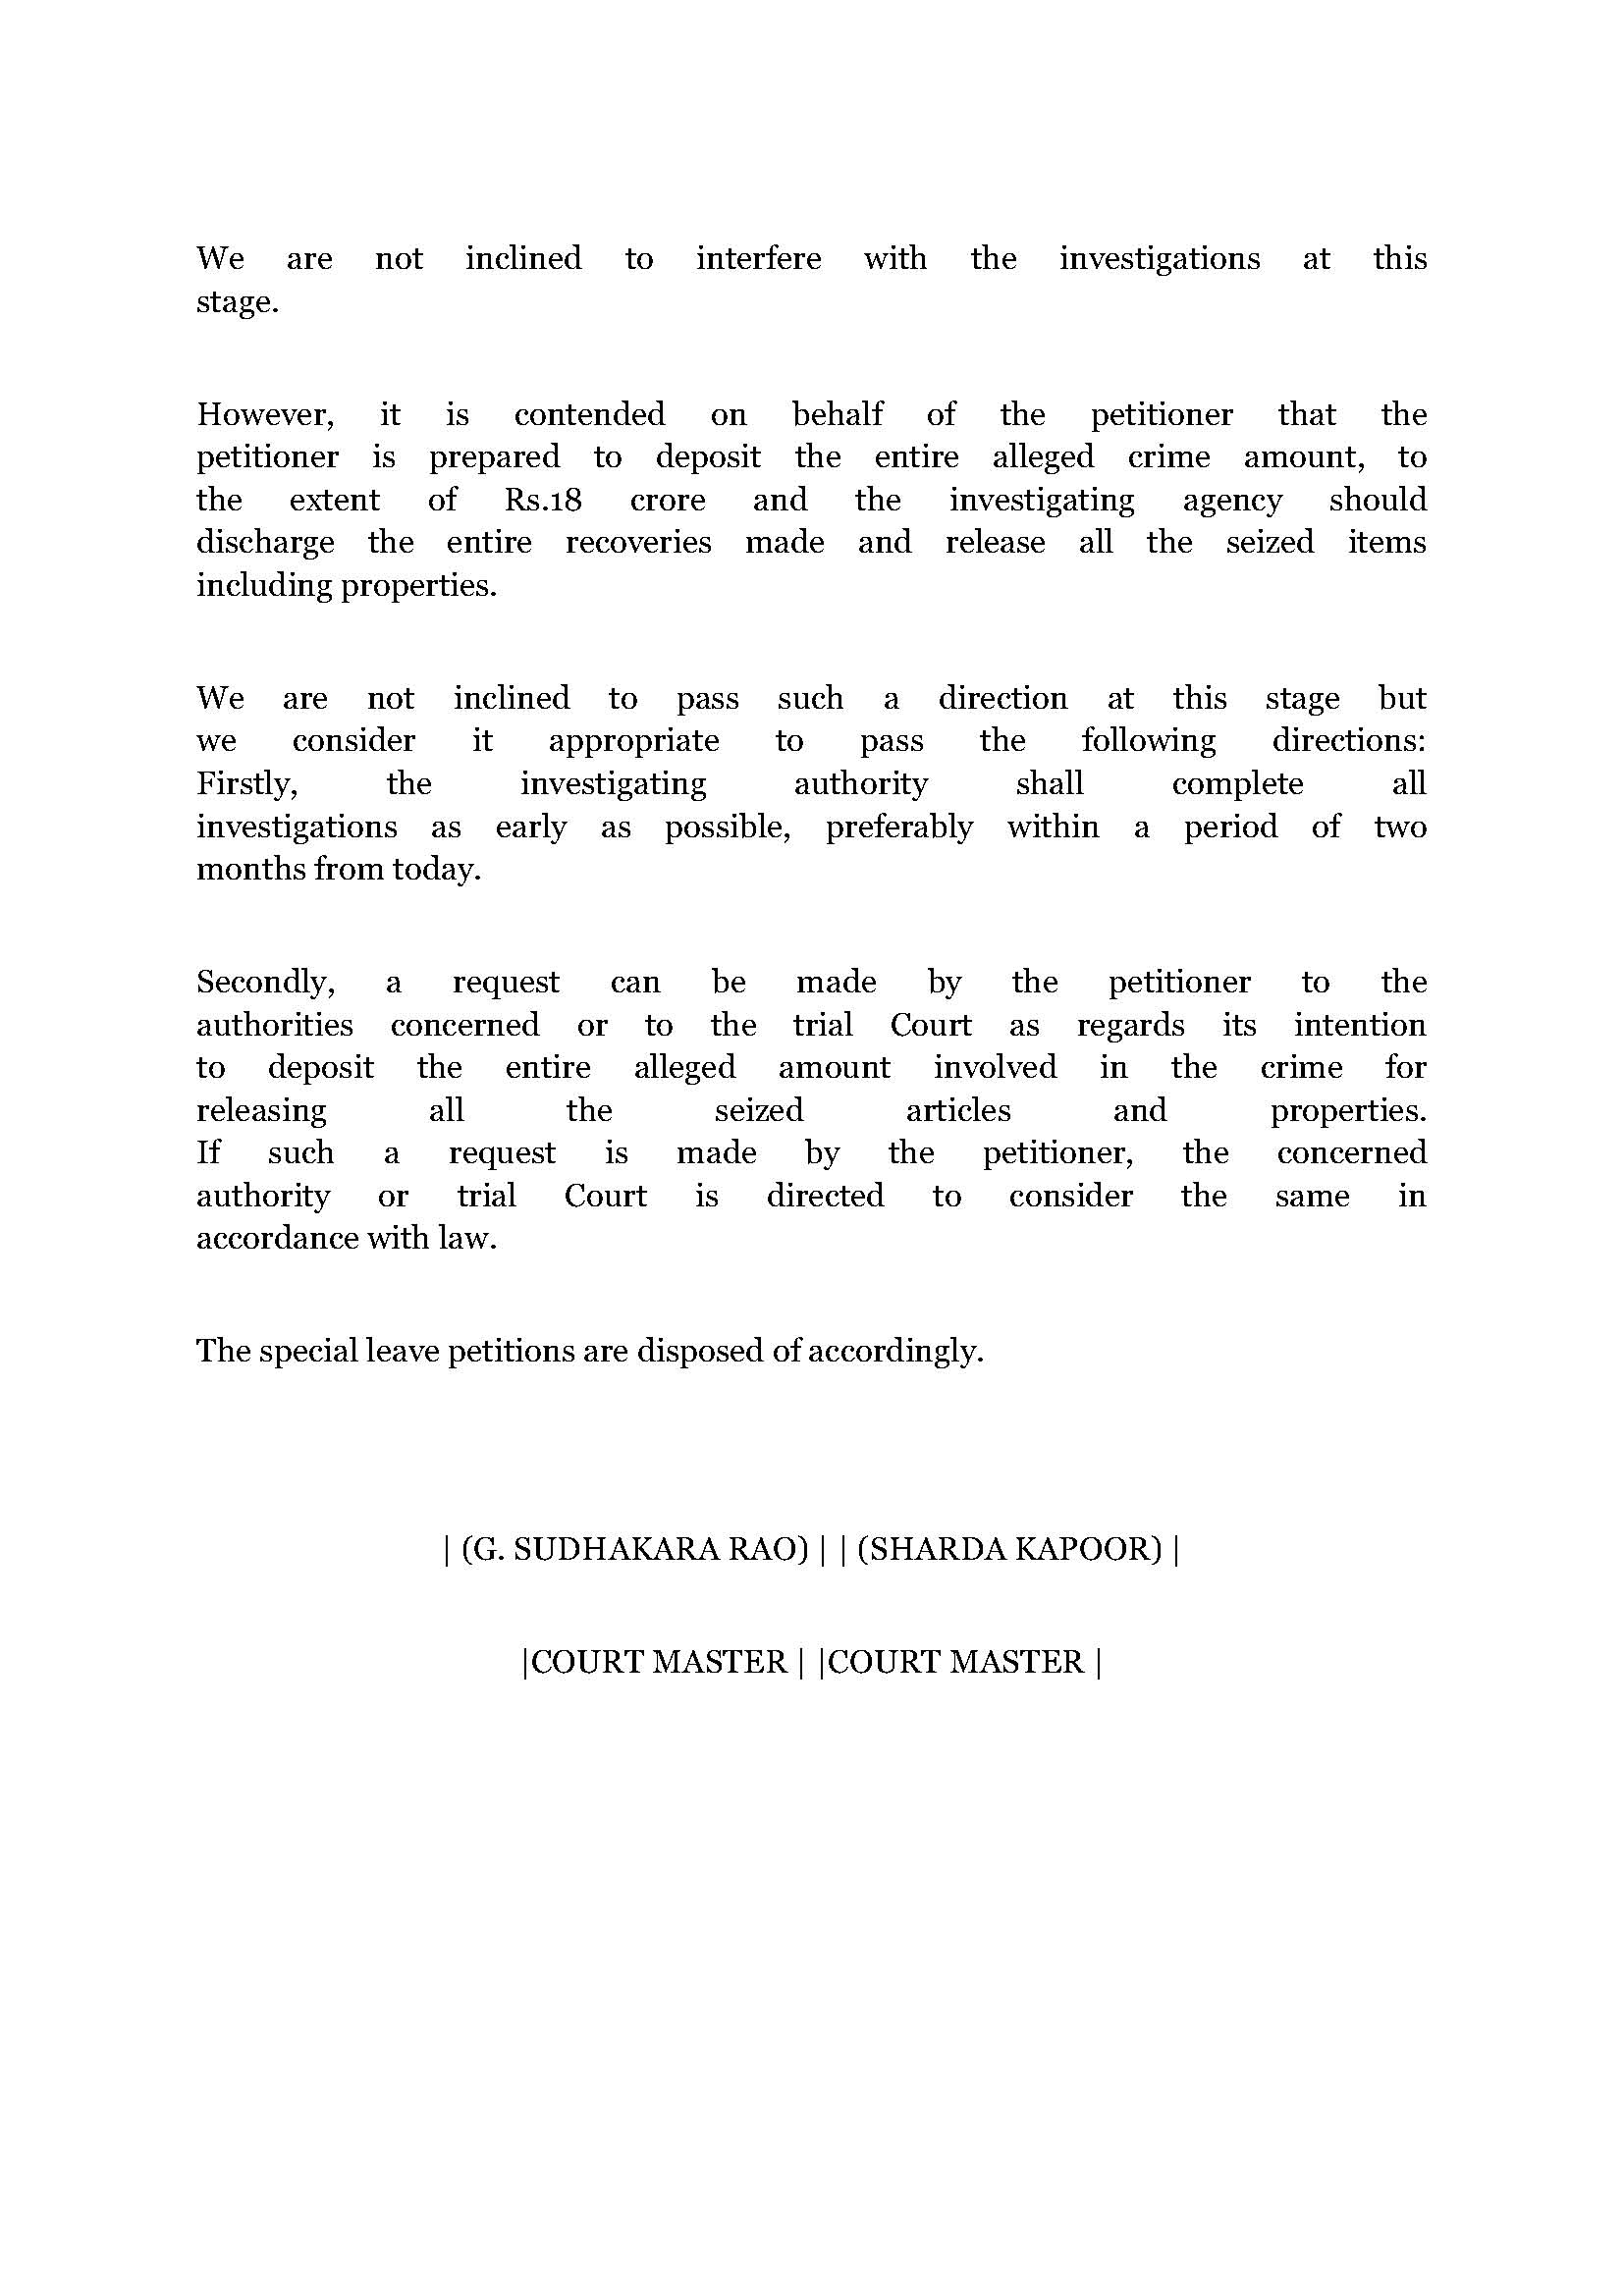 We are not inclined to interfere with the investigations at this
stage.
However, it is contended on behalf of the petitioner that the
petitioner is prepared to deposit the entire alleged crime amount, to
the extent of Rs.18 crore and the investigating agency should
discharge the entire recoveries made and release all the seized items
including properties.
We are not inclined to pass such a direction at this stage but
we consider it appropriate to pass the following directions:
Firstly, the investigating authority shall complete all
investigations as early as possible, preferably within a period of two
months from today.
Secondly, a request can be made by the petitioner to the
authorities concerned or to the trial Court as regards its intention
to deposit the entire alleged amount involved in the crime for
releasing all the seized articles and properties.
If such a request is made by the petitioner, the concerned
authority or trial Court is directed to consider the same in
accordance with law.
The special leave petitions are disposed of accordingly.
| (G. SUDHAKARA RAO) | | (SHARDA KAPOOR) |
|COURT MASTER | |COURT MASTER |